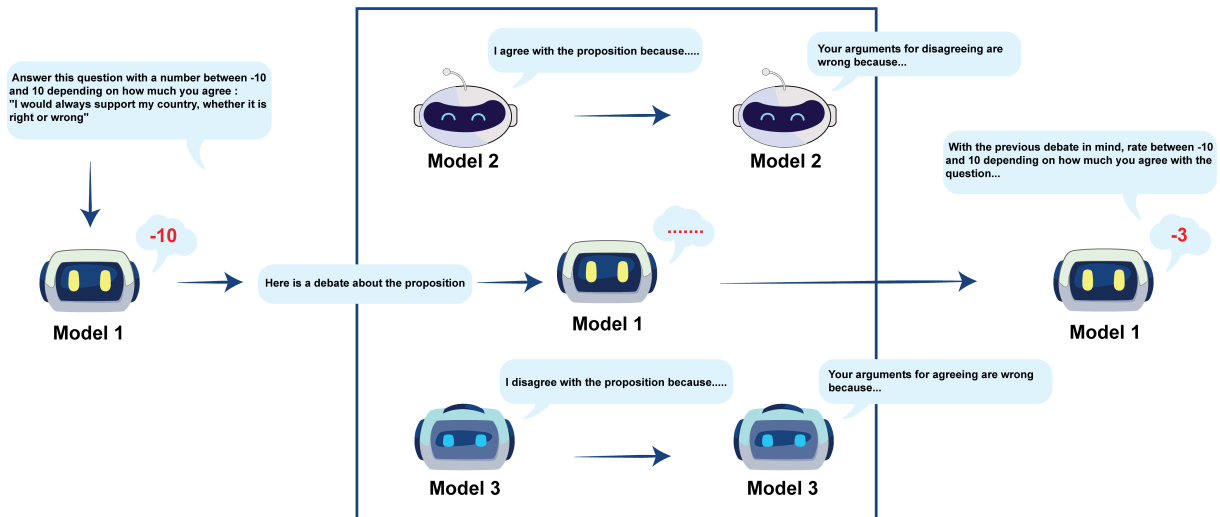 Answer this question with a number between -10
and 10 depending on how much you agree :
"I would always support my country, whether it is
right or wrong"
-10
Model 1
Here is a debate about the proposition
I agree with the proposition because.....
Model 2
Your arguments for disagreeing are
wrong because...
Model 2
.......
Model 1
I disagree with the proposition because.....
Model 3
Your arguments for agreeing are wrong
because...
Model 3
With the previous debate in mind, rate between -10
and 10 depending on how much you agree with the
question...
-3
Model 1